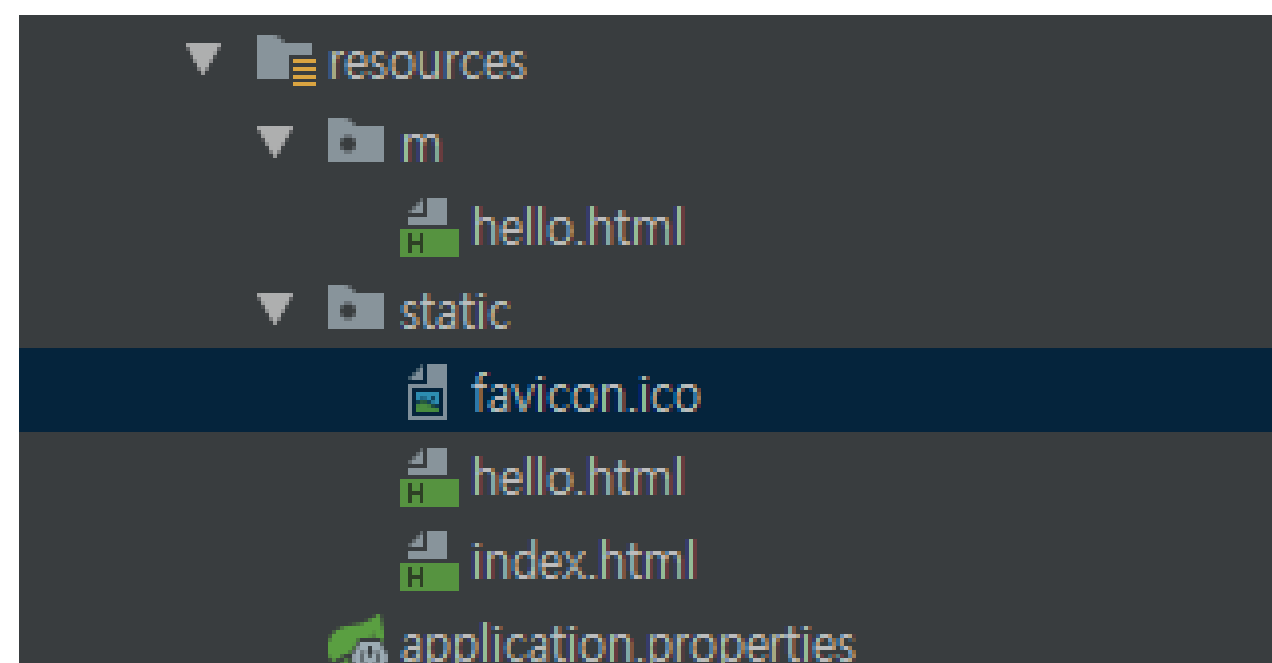 resources
m
hello.html
static
favicon.ico
hello.html
index.html
application.properties